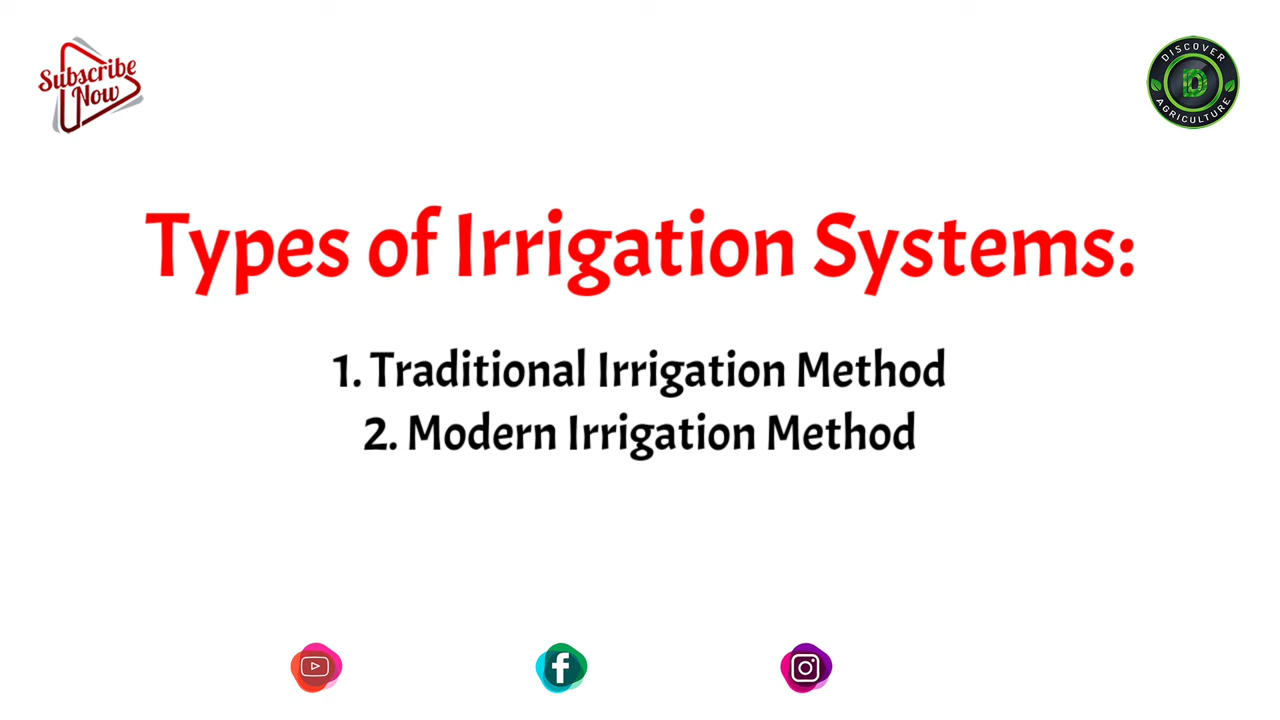 Subscribe
Now
DISCOVER
D
AGRICULTURE
Types of Irrigation Systems:
1. Traditional Irrigation Method
2. Modern Irrigation Method